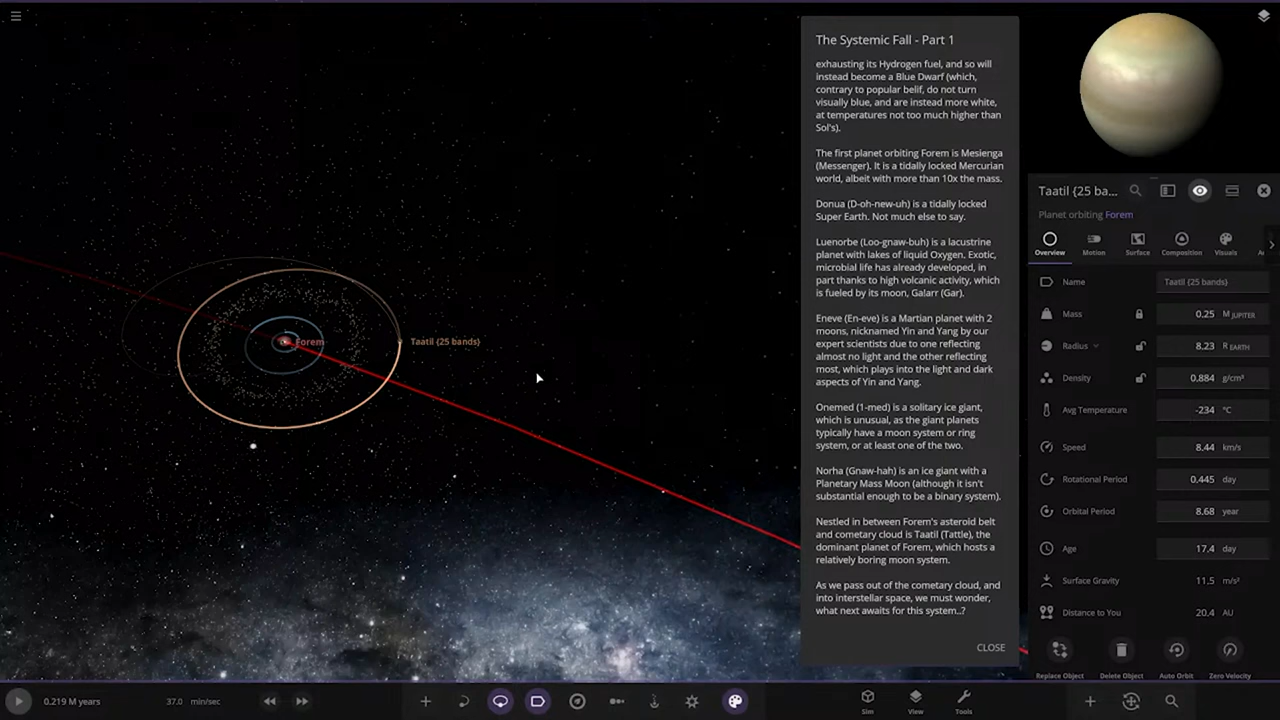 The Systemic Fall - Part 1
exhausting its Hydrogen fuel, and so will
instead become a Blue Dwarf (which,
contrary to popular belif, do not turn
visually blue, and are instead more white,
at temperatures not too much higher than
Sol's).
The first planet orbiting Forem is Mesienga
(Messenger). It is a tidally locked Mercurian
world, albeit with more than 10x the mass.
Donua (D-oh-new-uh) is a tidally locked
Super Earth. Not much else to say.
Luenorbe (Loo-gnaw-buh) is a lacustrine
planet with lakes of liquid Oxygen. Exotic,
microbial life has already developed, in
part thanks to high volcanic activity, which
is fueled by its moon, Galarr (Gar).
Eneve (En-eve) is a Martian planet with 2
moons, nicknamed Yin and Yang by our
expert scientists due to one reflecting
almost no light and the other reflecting
most, which plays into the light and dark
aspects of Yin and Yang.
Onemed (1-med) is a solitary ice giant,
which is unusual, as the giant planets
typically have a moon system or ring
system, or at least one of the two.
Norha (Gnaw-hah) is an ice giant with a
Planetary Mass Moon (although it isn't
substantial enough to be a binary system).
Nestled in between Forem's asteroid belt
and cometary cloud is Taatil (Tattle), the
dominant planet of Forem, which hosts a
relatively boring moon system.
As we pass out of the cometary cloud, and
into interstellar space, we must wonder,
what next awaits for this system..?
CLOSE
Forem
Taatil {25 bands}
Taatil {25 ba...
Planet orbiting Forem
Overview Motion Surface Composition Visuals
Name Taatil {25 bands}
Mass 0.25 M JUPITER
Radius 8.23 R EARTH
Density 0.884 g/cm³
Avg Temperature -234 °C
Speed 8.44 km/s
Rotational Period 0.445 day
Orbital Period 8.68 year
Age 17.4 day
Surface Gravity 11.5 m/s²
Distance to You 20.4 AU
Replace Object Delete Object Auto Orbit Zero Velocity
0.219 M years 37.0 min/sec Sim View Tools